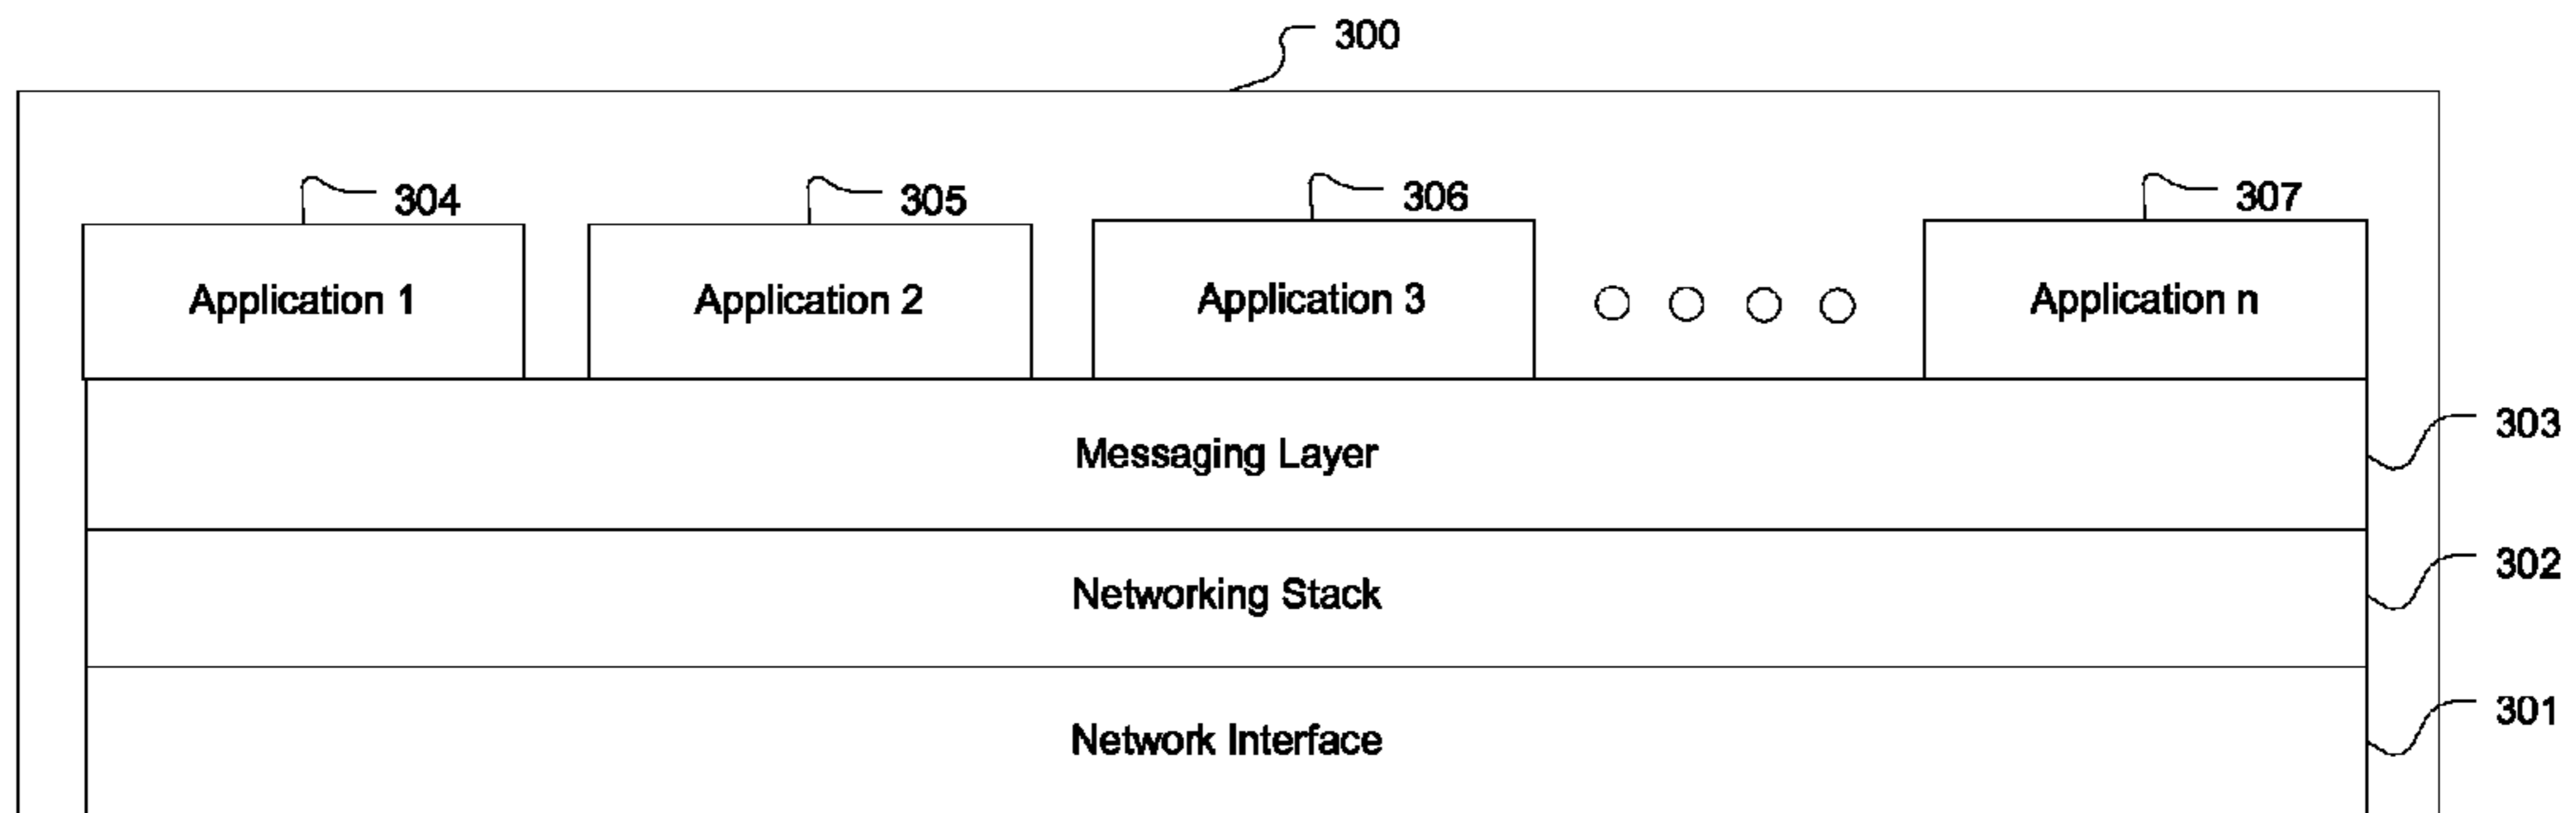 300
304 305 306 307
Application 1 Application 2 Application 3 Application n
303
Messaging Layer
302
Networking Stack
301
Network Interface